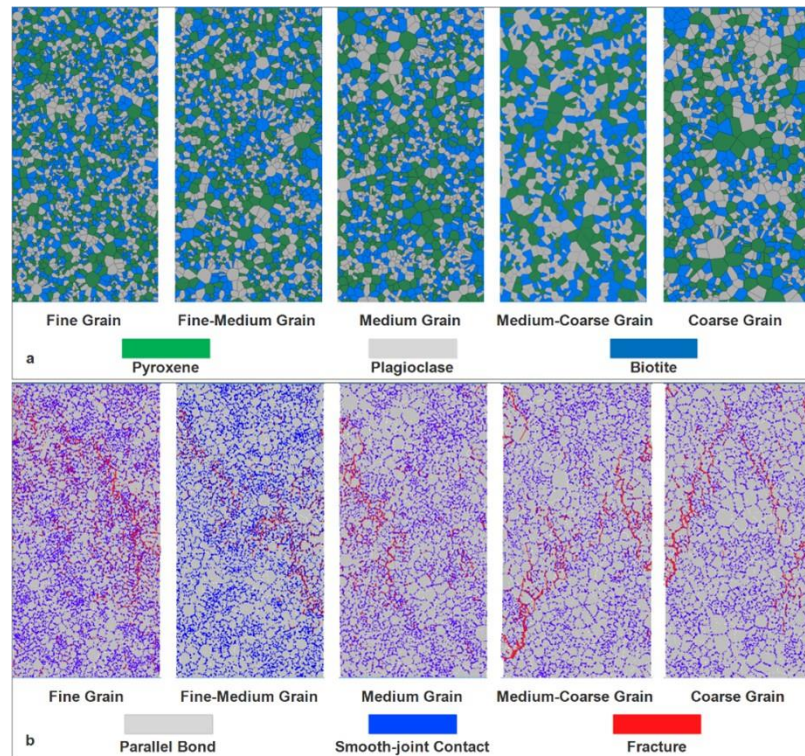 Fine Grain Fine-Medium Grain Medium Grain Medium-Coarse Grain Coarse Grain
a Pyroxene Plagioclase Biotite
Fine Grain Fine-Medium Grain Medium Grain Medium-Coarse Grain Coarse Grain
b Parallel Bond Smooth-joint Contact Fracture